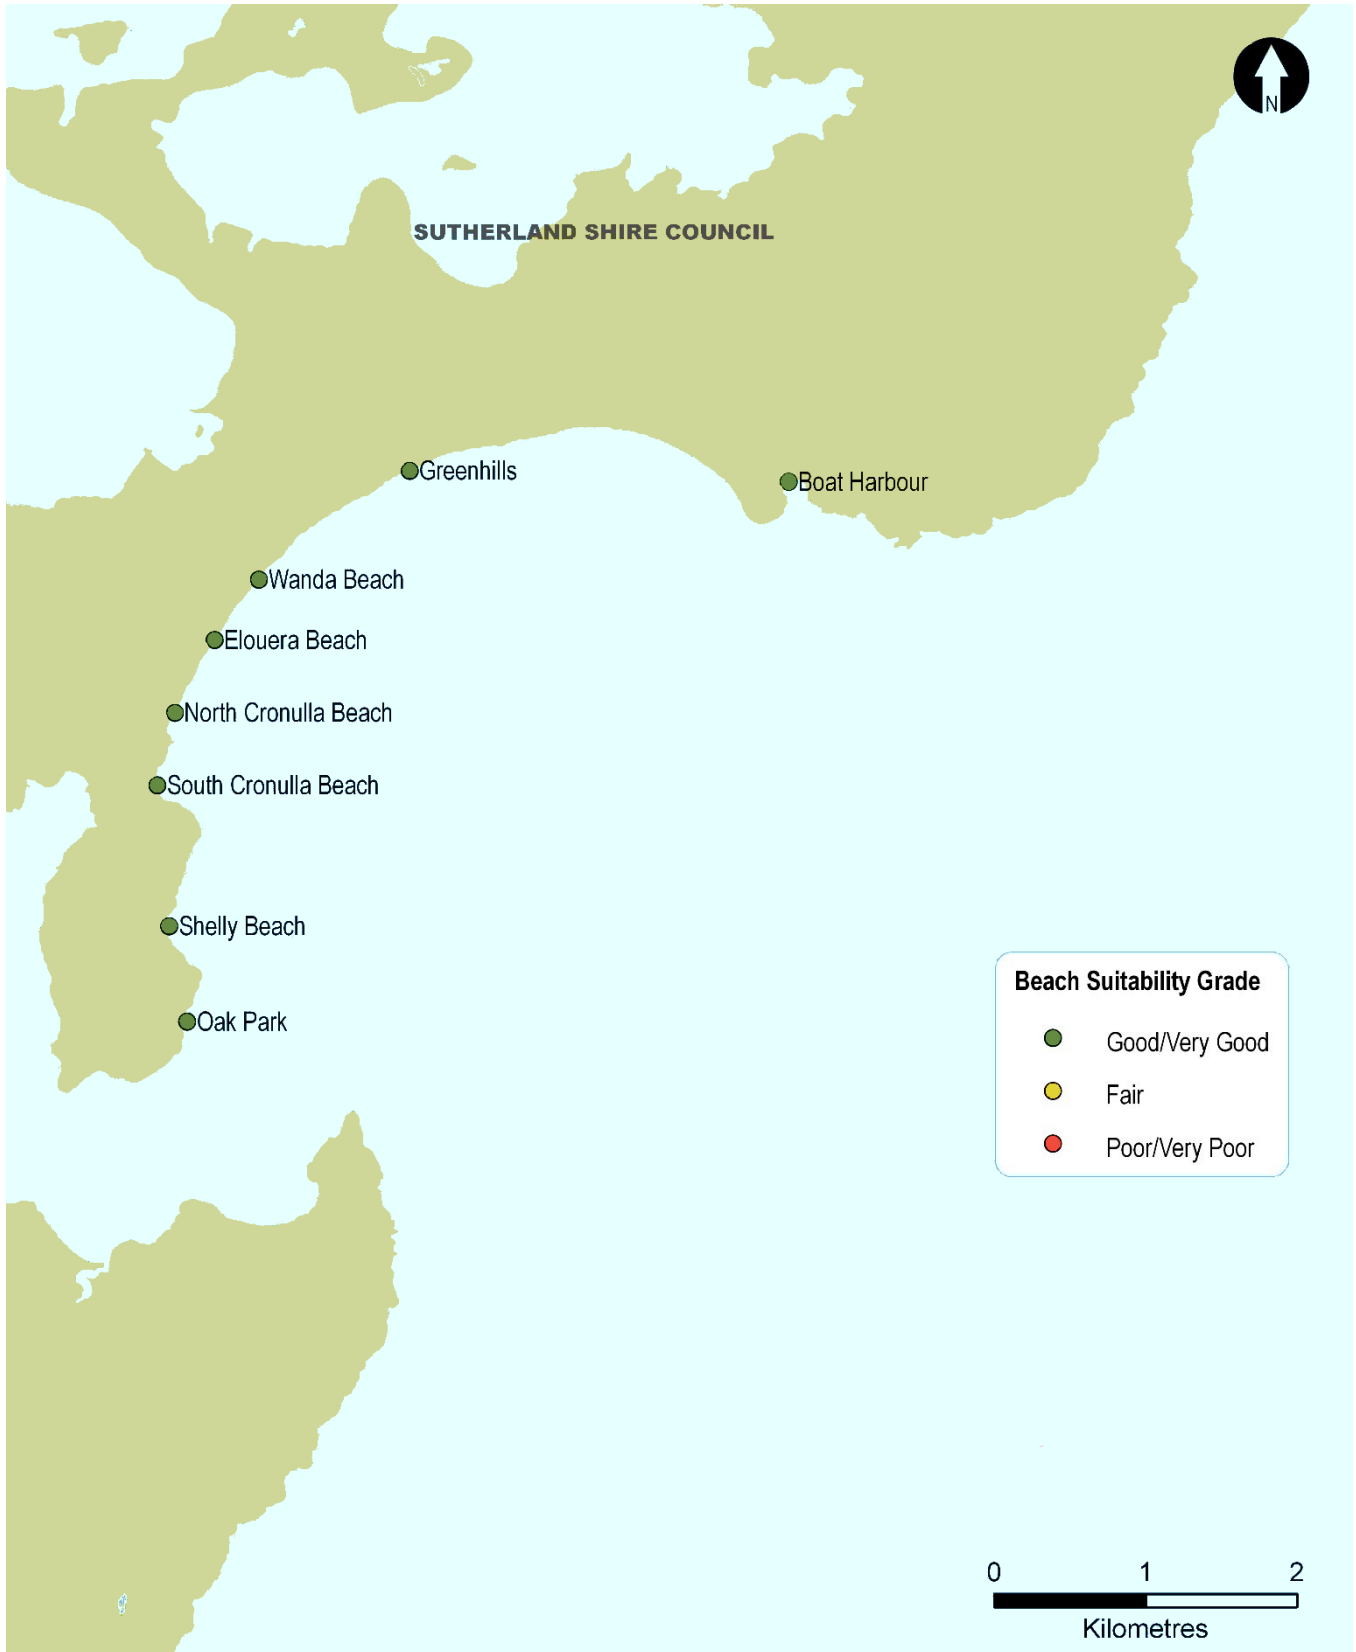 N
SUTHERLAND SHIRE COUNCIL
Greenhills
Boat Harbour
Wanda Beach
Elouera Beach
North Cronulla Beach
South Cronulla Beach
Shelly Beach
Oak Park
Beach Suitability Grade
Good/Very Good
Fair
Poor/Very Poor
0 1 2
Kilometres